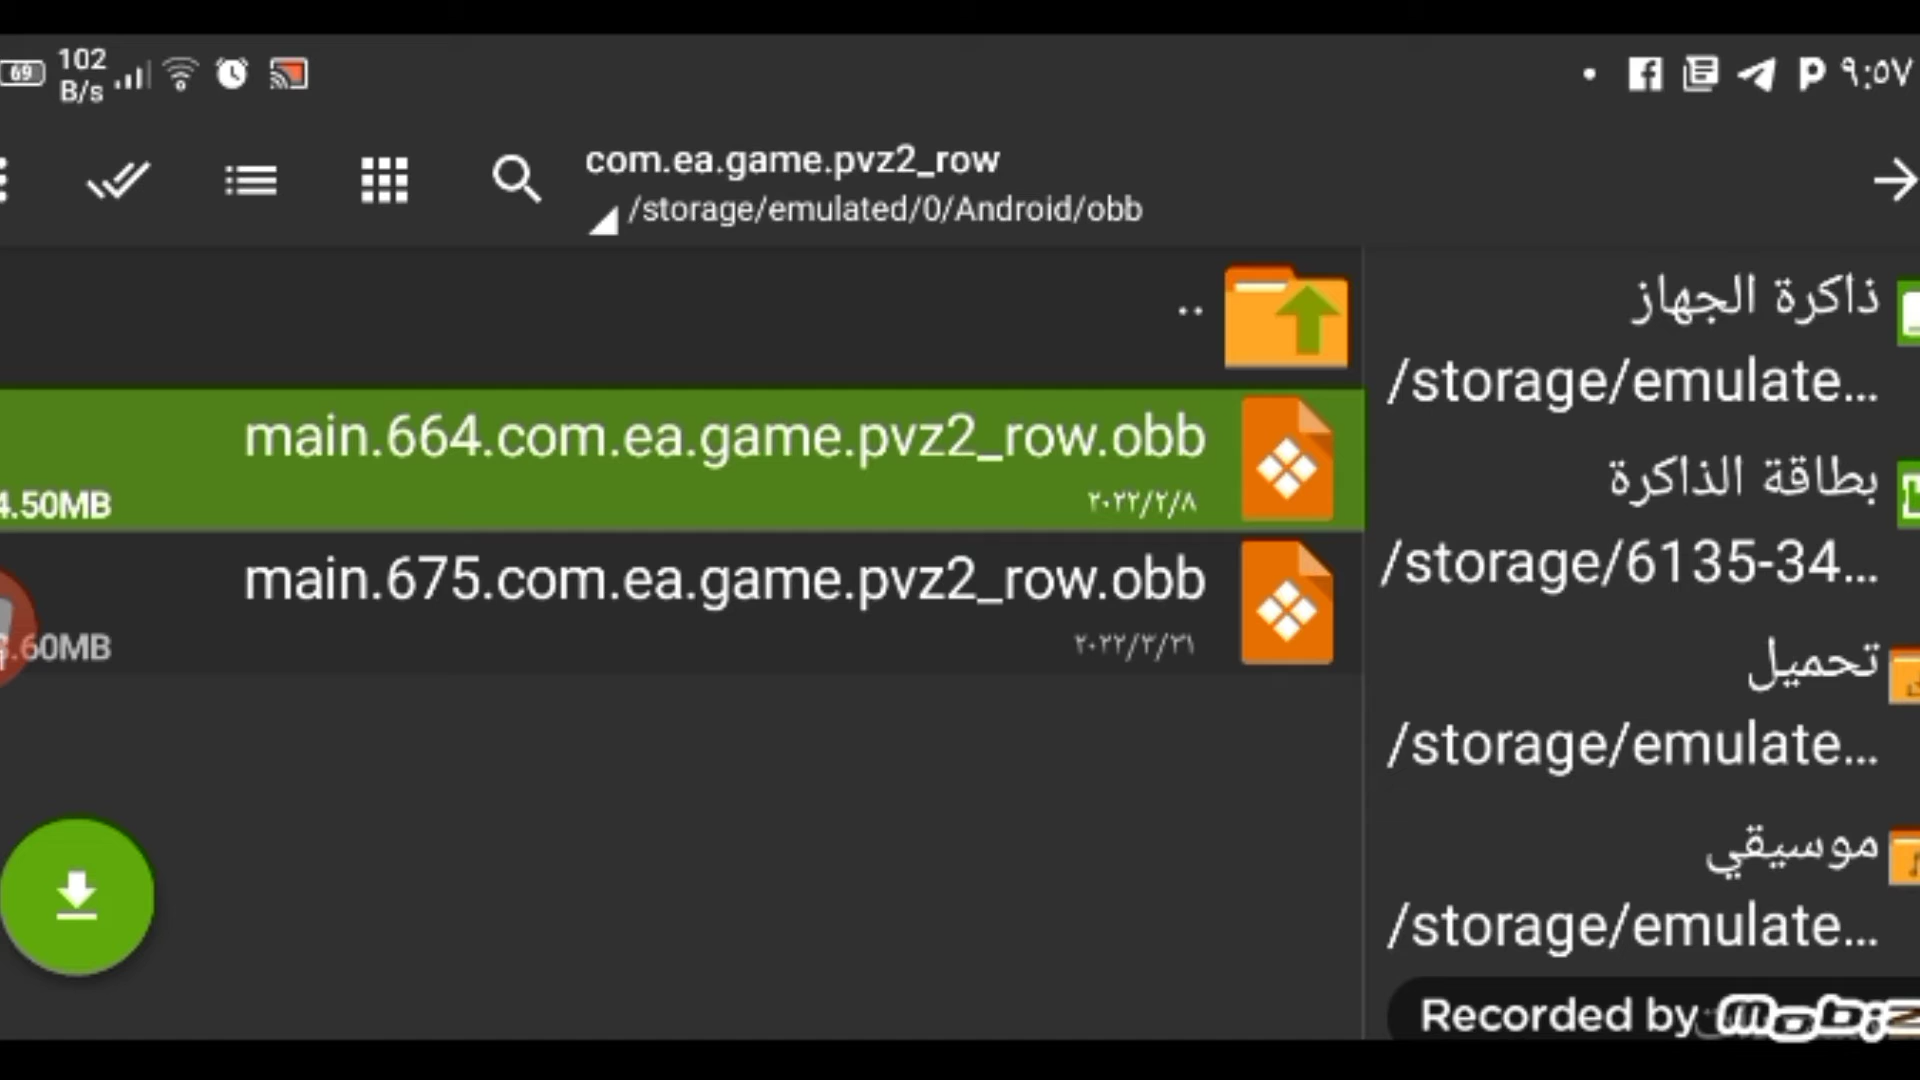 69
102
B/s
٩:٥٧
com.ea.game.pvz2_row
/storage/emulated/0/Android/obb
..
main.664.com.ea.game.pvz2_row.obb
4.50MB
٢٠٢٢/٢/٨
main.675.com.ea.game.pvz2_row.obb
.60MB
٢٠٢٢/٣/٣١
ذاكرة الجهاز
/storage/emulate...
بطاقة الذاكرة
/storage/6135-34...
تحميل
/storage/emulate...
موسيقي
/storage/emulate...
Recorded by